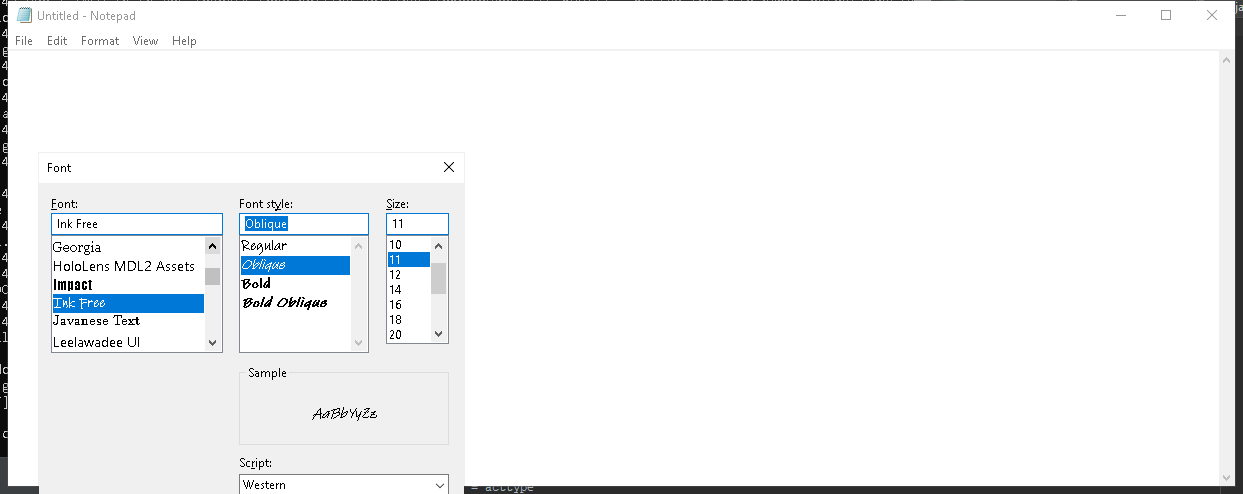 Untitled - Notepad
File Edit Format View Help
Font
Font: Font style: Size:
Ink Free Oblique 11
Georgia
HoloLens MDL2 Assets
Impact
Ink Free
Javanese Text
Leelawadee UI
Regular
Oblique
Bold
Bold Oblique
10
11
12
14
16
18
20
Sample
AaBbYyZz
Script:
Western
= acctype